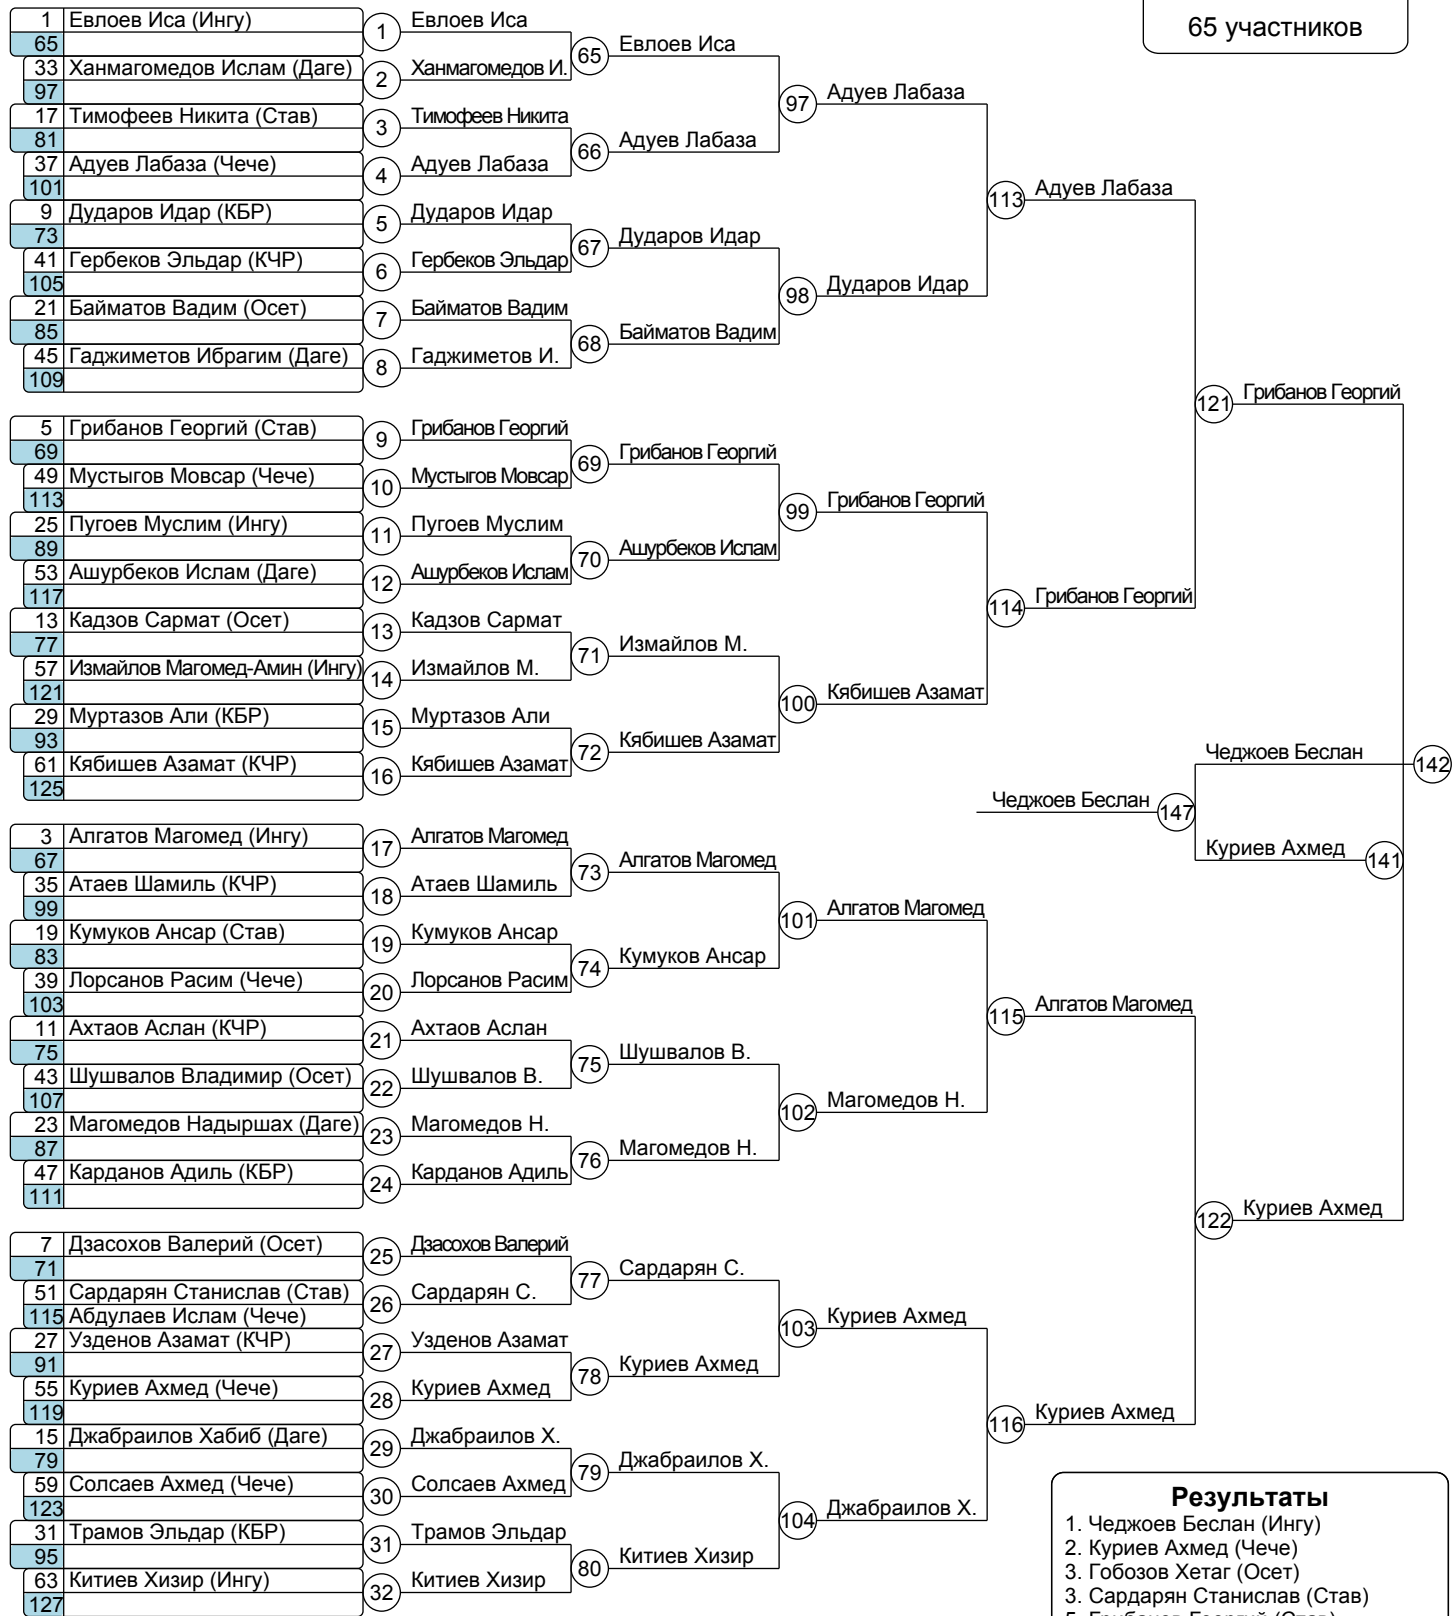 65 участников
1 Евлоев Иса (Ингу)
65
33 Ханмагомедов Ислам (Даге)
97
17 Тимофеев Никита (Став)
81
37 Адуев Лабаза (Чече)
101
9 Дударов Идар (КБР)
73
41 Гербеков Эльдар (КЧР)
105
21 Байматов Вадим (Осет)
85
45 Гаджиметов Ибрагим (Даге)
109
5 Грибанов Георгий (Став)
69
49 Мустыгов Мовсар (Чече)
113
25 Пугоев Муслим (Ингу)
89
53 Ашурбеков Ислам (Даге)
117
13 Кадзов Сармат (Осет)
77
57 Измайлов Магомед-Амин (Ингу)
121
29 Муртазов Али (КБР)
93
61 Кябишев Азамат (КЧР)
125
3 Алгатов Магомед (Ингу)
67
35 Атаев Шамиль (КЧР)
99
19 Кумуков Ансар (Став)
83
39 Лорсанов Расим (Чече)
103
11 Ахтаов Аслан (КЧР)
75
43 Шушвалов Владимир (Осет)
107
23 Магомедов Надыршах (Даге)
87
47 Карданов Адиль (КБР)
111
7 Дзасохов Валерий (Осет)
71
51 Сардарян Станислав (Став)
115 Абдулаев Ислам (Чече)
27 Узденов Азамат (КЧР)
91
55 Куриев Ахмед (Чече)
119
15 Джабраилов Хабиб (Даге)
79
59 Солсаев Ахмед (Чече)
123
31 Трамов Эльдар (КБР)
95
63 Китиев Хизир (Ингу)
127
1 Евлоев Иса
2 Ханмагомедов И.
3 Тимофеев Никита
4 Адуев Лабаза
5 Дударов Идар
6 Гербеков Эльдар
7 Байматов Вадим
8 Гаджиметов И.
9 Грибанов Георгий
10 Мустыгов Мовсар
11 Пугоев Муслим
12 Ашурбеков Ислам
13 Кадзов Сармат
14 Измайлов М.
15 Муртазов Али
16 Кябишев Азамат
17 Алгатов Магомед
18 Атаев Шамиль
19 Кумуков Ансар
20 Лорсанов Расим
21 Ахтаов Аслан
22 Шушвалов В.
23 Магомедов Н.
24 Карданов Адиль
25 Дзасохов Валерий
26 Сардарян С.
27 Узденов Азамат
28 Куриев Ахмед
29 Джабраилов Х.
30 Солсаев Ахмед
31 Трамов Эльдар
32 Китиев Хизир
65 Евлоев Иса
66 Адуев Лабаза
67 Дударов Идар
68 Байматов Вадим
69 Грибанов Георгий
70 Ашурбеков Ислам
71 Измайлов М.
72 Кябишев Азамат
73 Алгатов Магомед
74 Кумуков Ансар
75 Шушвалов В.
76 Магомедов Н.
77 Сардарян С.
78 Куриев Ахмед
79 Джабраилов Х.
80 Китиев Хизир
97 Адуев Лабаза
98 Дударов Идар
99 Грибанов Георгий
100 Кябишев Азамат
101 Алгатов Магомед
102 Магомедов Н.
103 Куриев Ахмед
104 Джабраилов Х.
113 Адуев Лабаза
114 Грибанов Георгий
115 Алгатов Магомед
116 Куриев Ахмед
121 Грибанов Георгий
122 Куриев Ахмед
Чеджоев Беслан 142
Чеджоев Беслан 147
Куриев Ахмед 141
Результаты
1. Чеджоев Беслан (Ингу)
2. Куриев Ахмед (Чече)
3. Гобозов Хетаг (Осет)
3. Сардарян Станислав (Став)
5. Грибанов Георгий (Став)